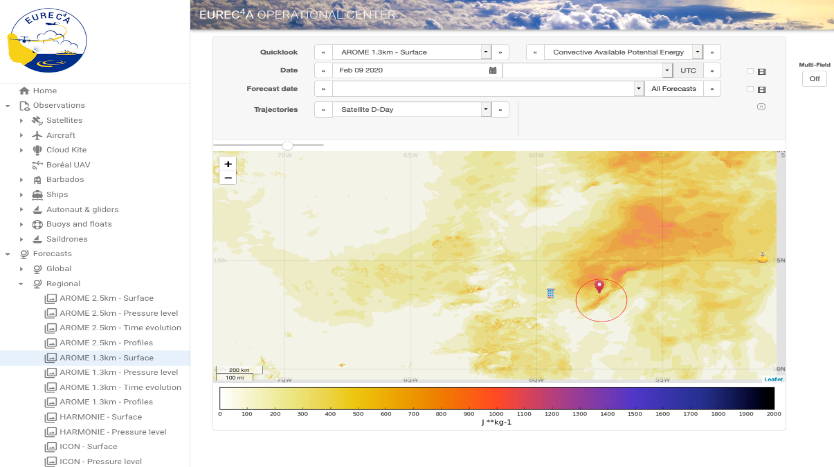 EUREC⁴A
EUREC⁴A OPERATIONAL CENTER
Home
Observations
Satellites
Aircraft
Cloud Kite
Boréal UAV
Barbados
Ships
Autonaut & gliders
Buoys and floats
Saildrones
Forecasts
Global
Regional
AROME 2.5km - Surface
AROME 2.5km - Pressure level
AROME 2.5km - Time evolution
AROME 2.5km - Profiles
AROME 1.3km - Surface
AROME 1.3km - Pressure level
AROME 1.3km - Time evolution
AROME 1.3km - Profiles
HARMONIE - Surface
HARMONIE - Pressure level
ICON - Surface
ICON - Pressure level
Quicklook « AROME 1.3km - Surface » « Convective Available Potential Energy »
Date « Feb 09 2020 UTC »
Forecast date « All Forecasts »
Trajectories « Satellite D-Day »
Multi-Field
Off
+
−
5N
200 km
100 mi
0N
Leaflet
0 100 200 300 400 500 600 700 800 900 1000 1100 1200 1300 1400 1500 1600 1700 1800 1900 2000
J **kg-1